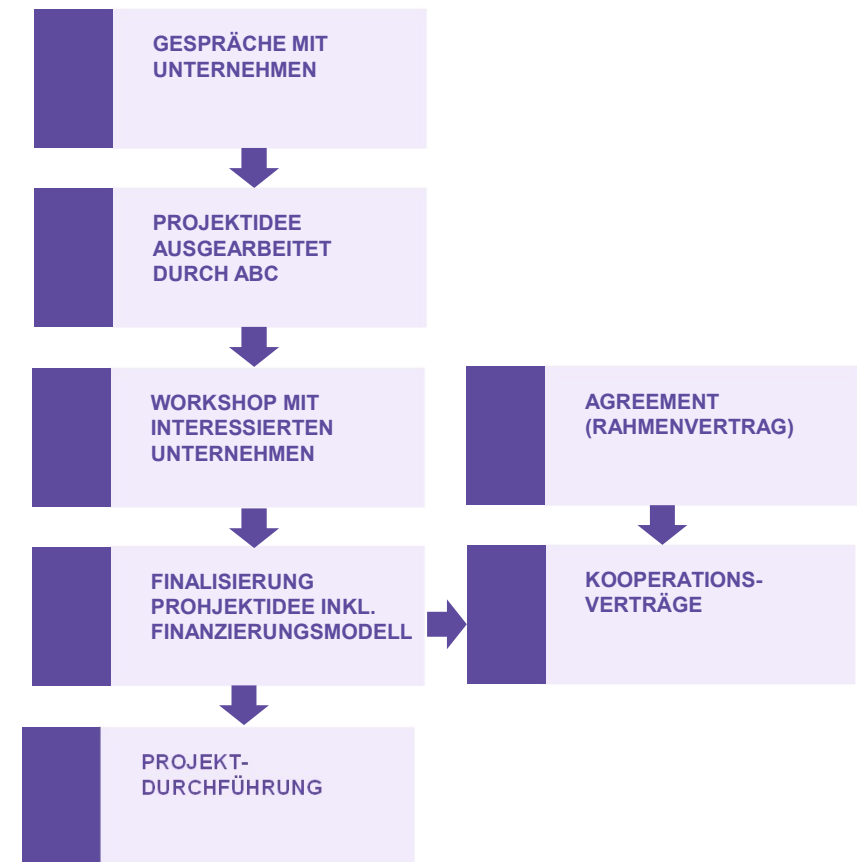 GESPRÄCHE MIT
UNTERNEHMEN
PROJEKTIDEE
AUSGEARBEITET
DURCH ABC
WORKSHOP MIT
INTERESSIERTEN
UNTERNEHMEN
AGREEMENT
(RAHMENVERTRAG)
FINALISIERUNG
PROHJEKTIDEE INKL.
FINANZIERUNGSMODELL
KOOPERATIONS-
VERTRÄGE
PROJEKT-
DURCHFÜHRUNG